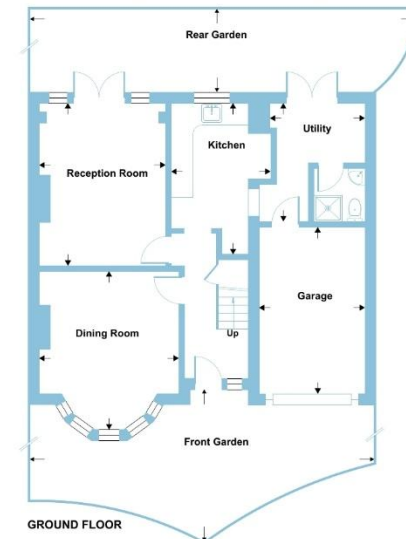 Rear Garden
Utility
Kitchen
Reception Room
Garage
Dining Room
Up
Front Garden
GROUND FLOOR